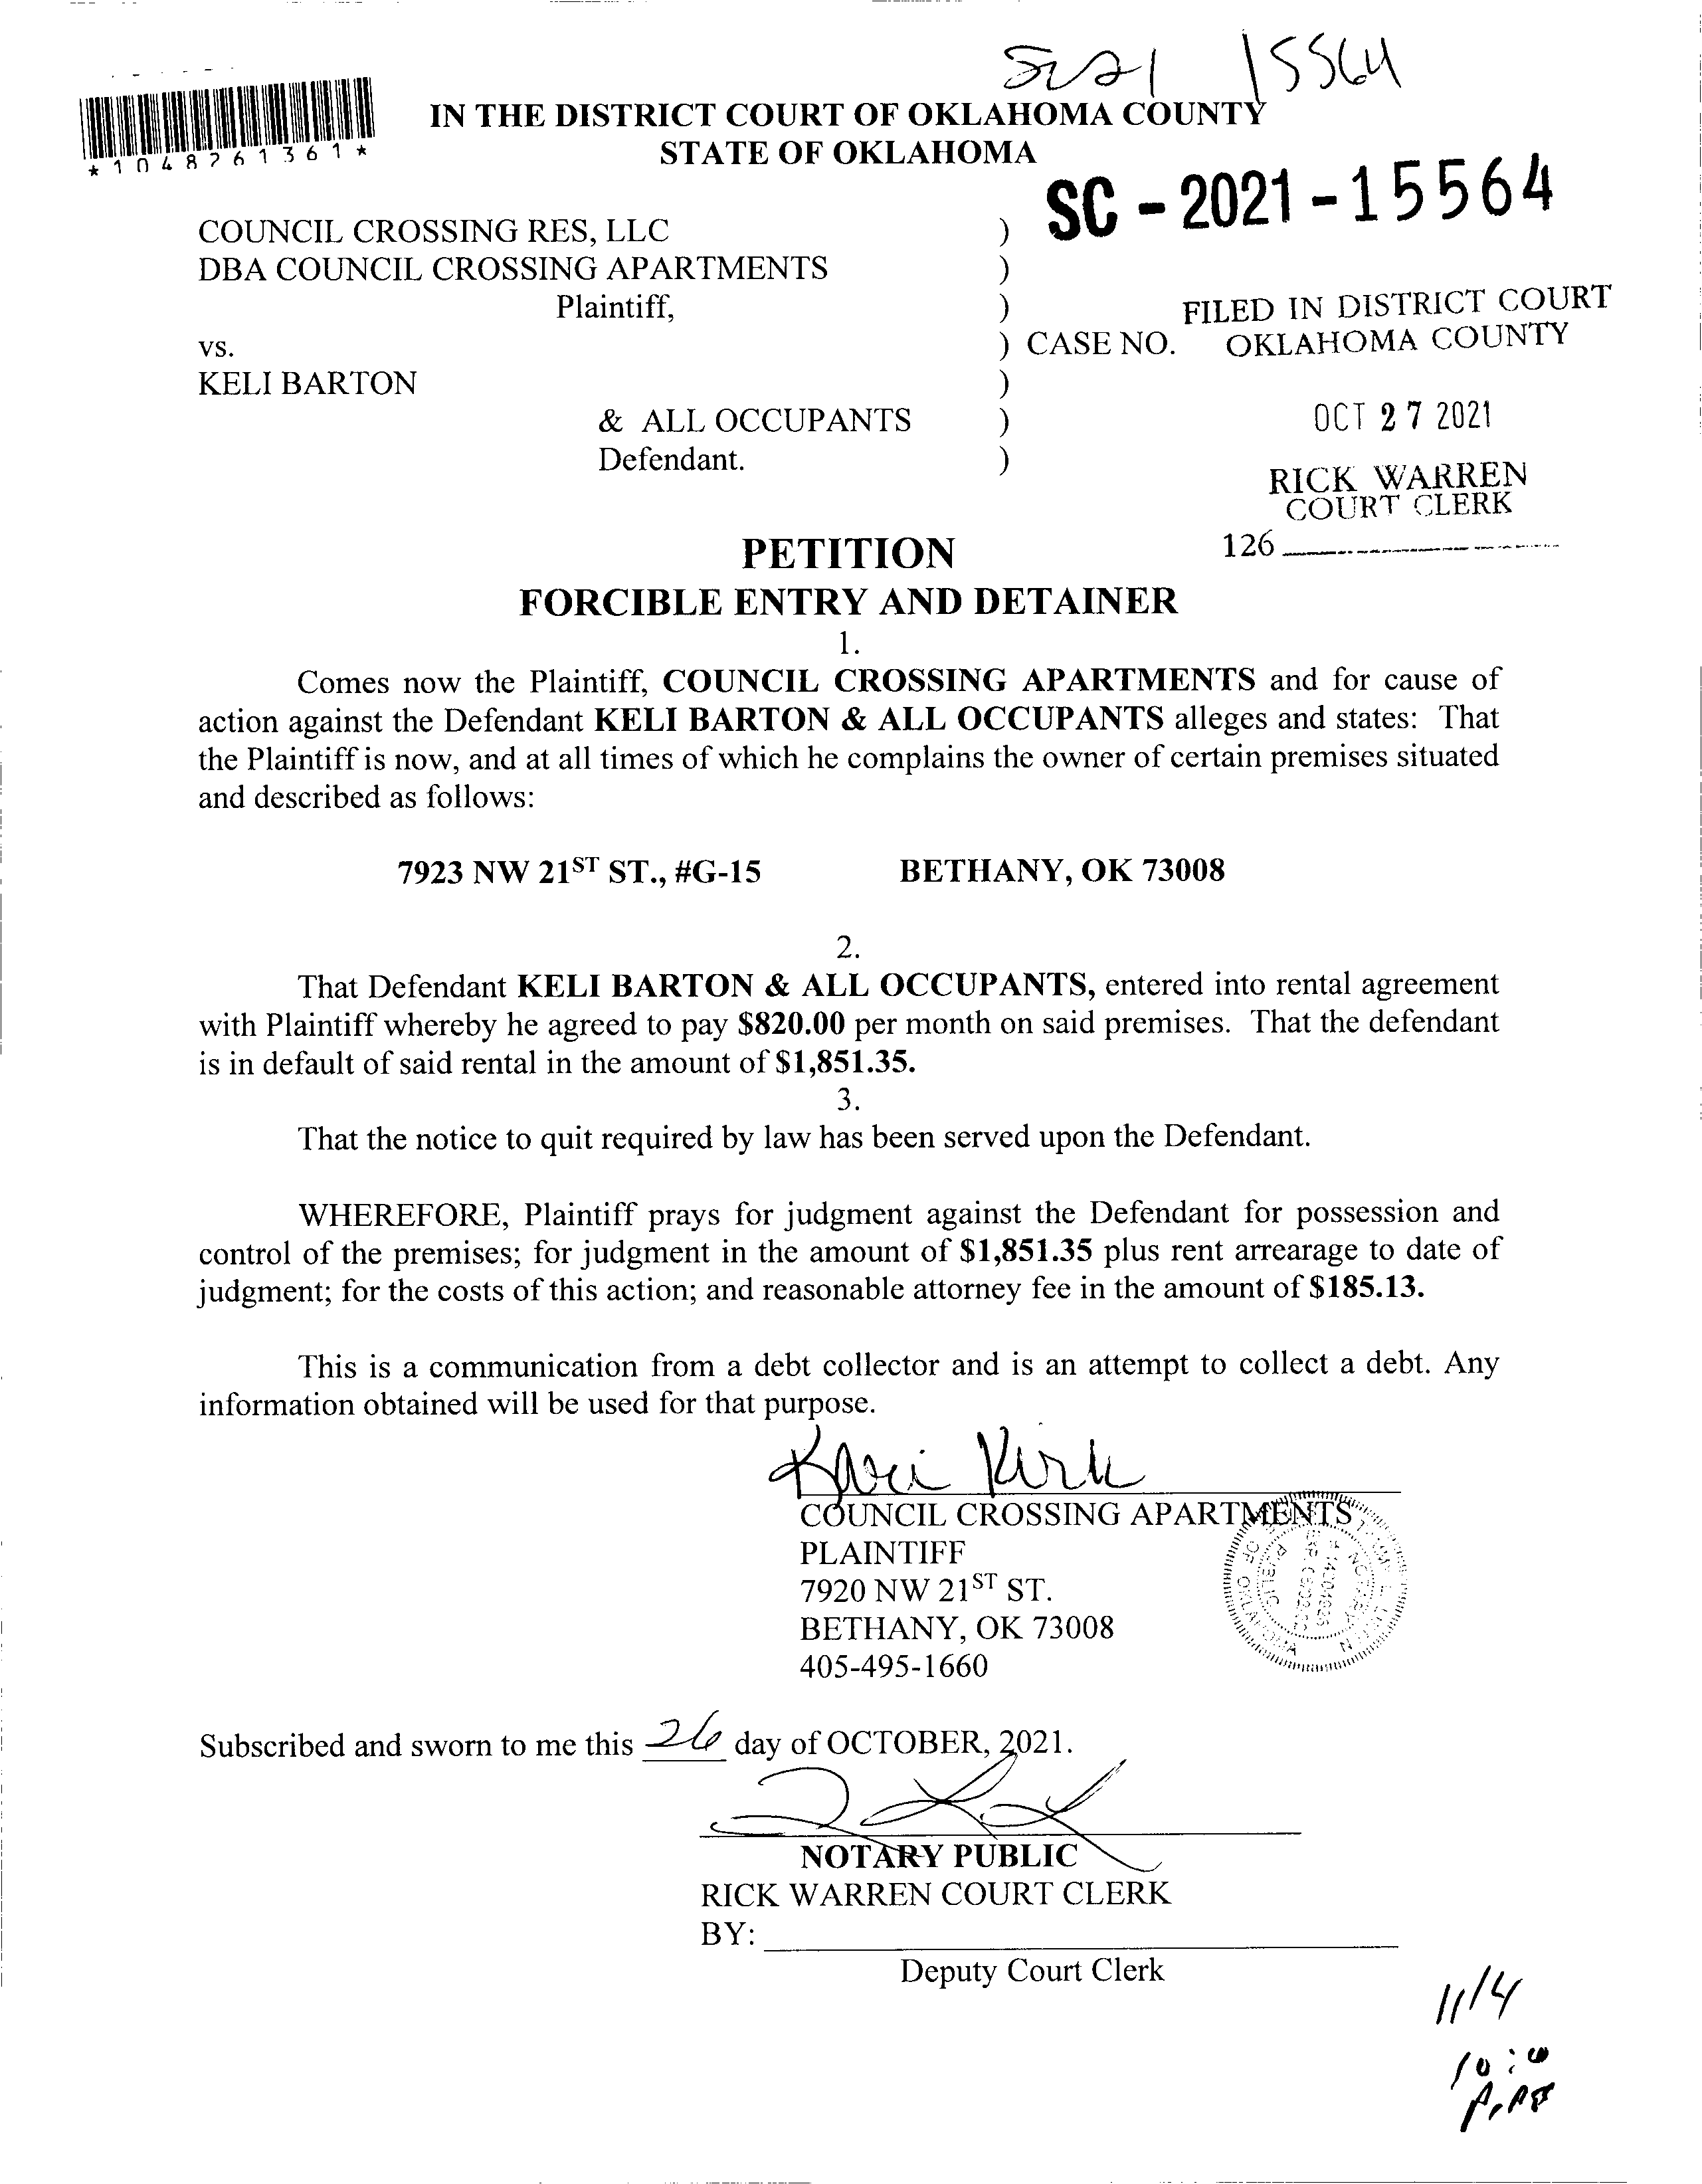 SC21 15564
*1048761361*
IN THE DISTRICT COURT OF OKLAHOMA COUNTY
STATE OF OKLAHOMA
SC - 2021 - 15564
COUNCIL CROSSING RES, LLC )
DBA COUNCIL CROSSING APARTMENTS )
Plaintiff, )
FILED IN DISTRICT COURT
vs. ) CASE NO. OKLAHOMA COUNTY
KELI BARTON )
& ALL OCCUPANTS ) OCT 27 2021
Defendant. )
RICK WARREN
COURT CLERK
126
PETITION
FORCIBLE ENTRY AND DETAINER
1.
Comes now the Plaintiff, COUNCIL CROSSING APARTMENTS and for cause of
action against the Defendant KELI BARTON & ALL OCCUPANTS alleges and states: That
the Plaintiff is now, and at all times of which he complains the owner of certain premises situated
and described as follows:
7923 NW 21ST ST., #G-15 BETHANY, OK 73008
2.
That Defendant KELI BARTON & ALL OCCUPANTS, entered into rental agreement
with Plaintiff whereby he agreed to pay $820.00 per month on said premises. That the defendant
is in default of said rental in the amount of $1,851.35.
3.
That the notice to quit required by law has been served upon the Defendant.
WHEREFORE, Plaintiff prays for judgment against the Defendant for possession and
control of the premises; for judgment in the amount of $1,851.35 plus rent arrearage to date of
judgment; for the costs of this action; and reasonable attorney fee in the amount of $185.13.
This is a communication from a debt collector and is an attempt to collect a debt. Any
information obtained will be used for that purpose.
Kari Kirk
COUNCIL CROSSING APARTMENTS
PLAINTIFF
7920 NW 21ST ST.
BETHANY, OK 73008
405-495-1660
NOTARY PUBLIC
OF OKLAHOMA
Subscribed and sworn to me this 26 day of OCTOBER, 2021.
NOTARY PUBLIC
RICK WARREN COURT CLERK
BY:
Deputy Court Clerk
11/4